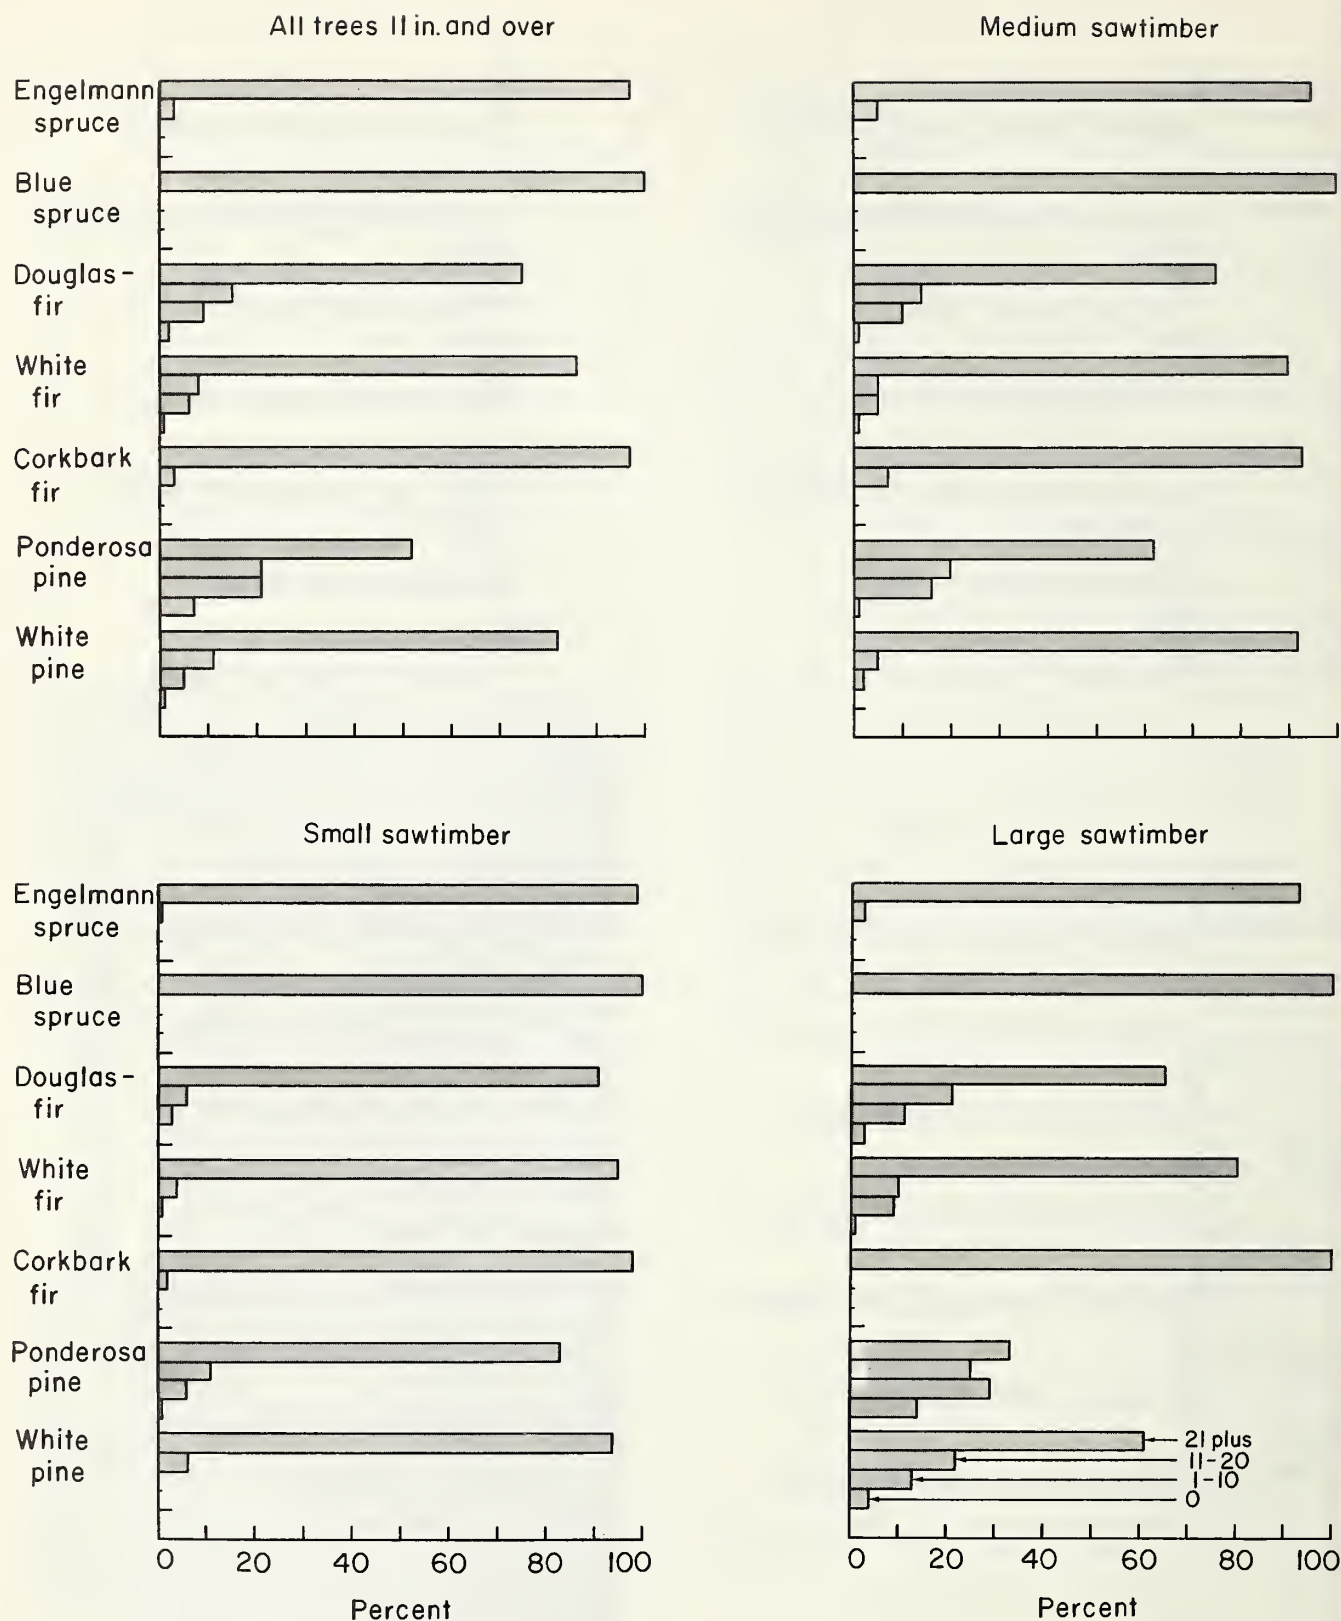 All trees 11 in. and over
Engelmann
spruce
Blue
spruce
Douglas-
fir
White
fir
Corkbark
fir
Ponderosa
pine
White
pine
Medium sawtimber
Small sawtimber
Engelmann
spruce
Blue
spruce
Douglas-
fir
White
fir
Corkbark
fir
Ponderosa
pine
White
pine
0 20 40 60 80 100
Percent
Large sawtimber
21 plus
11-20
1-10
0
0 20 40 60 80 100
Percent